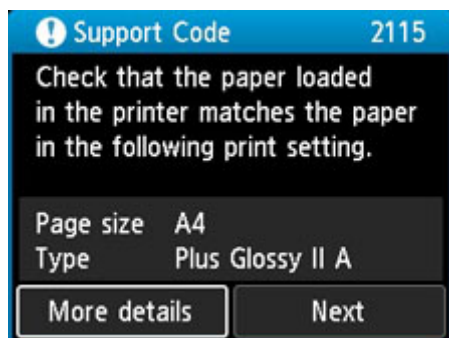 Support Code 2115
Check that the paper loaded
in the printer matches the paper
in the following print setting.
Page size A4
Type Plus Glossy II A
More details Next